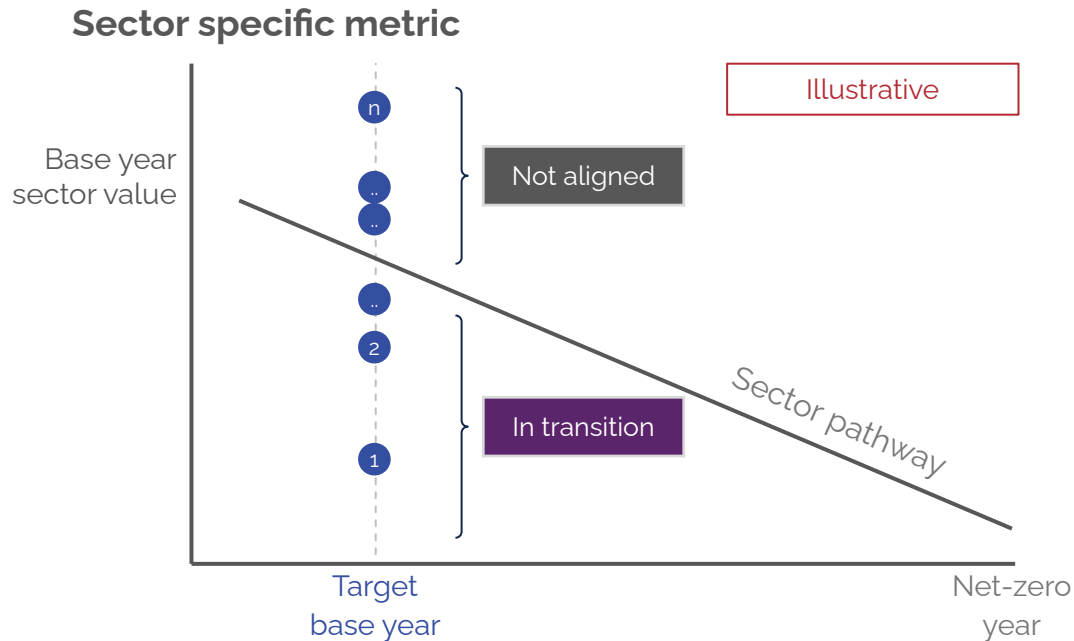 Sector specific metric
Illustrative
n
Base year
sector value
Not aligned
..
..
..
2
In transition
1
Sector pathway
Target
base year
Net-zero
year